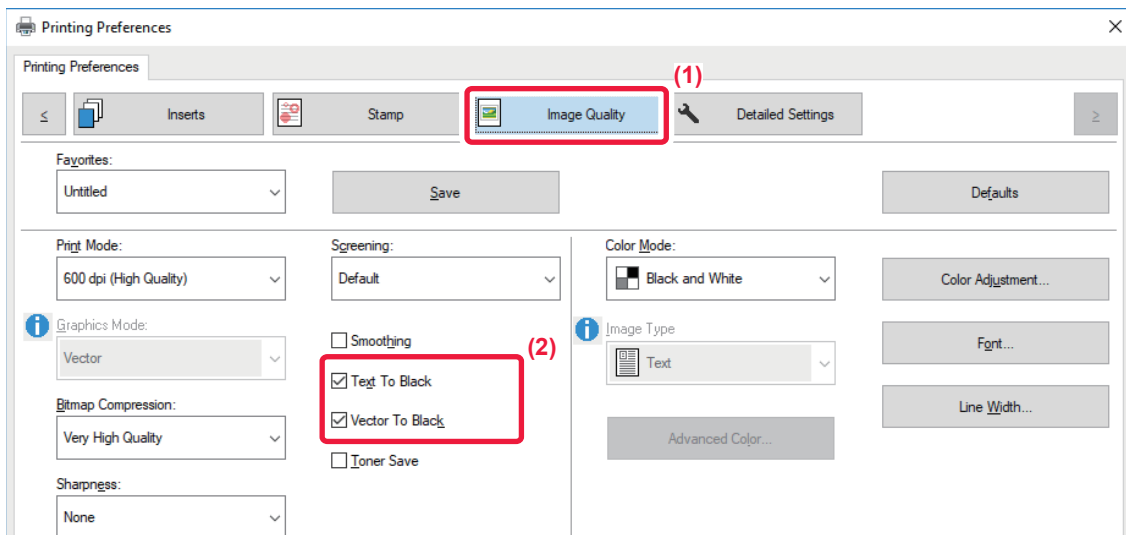 Printing Preferences
Printing Preferences
(1)
≤ Inserts Stamp Image Quality Detailed Settings ≥
Favorites:
Untitled Save Defaults
Print Mode: Screening: Color Mode:
600 dpi (High Quality) Default Black and White Color Adjustment...
Graphics Mode: Smoothing (2) Image Type Font...
Vector Text To Black Text
Bitmap Compression: Vector To Black Line Width...
Very High Quality Toner Save Advanced Color...
Sharpness:
None